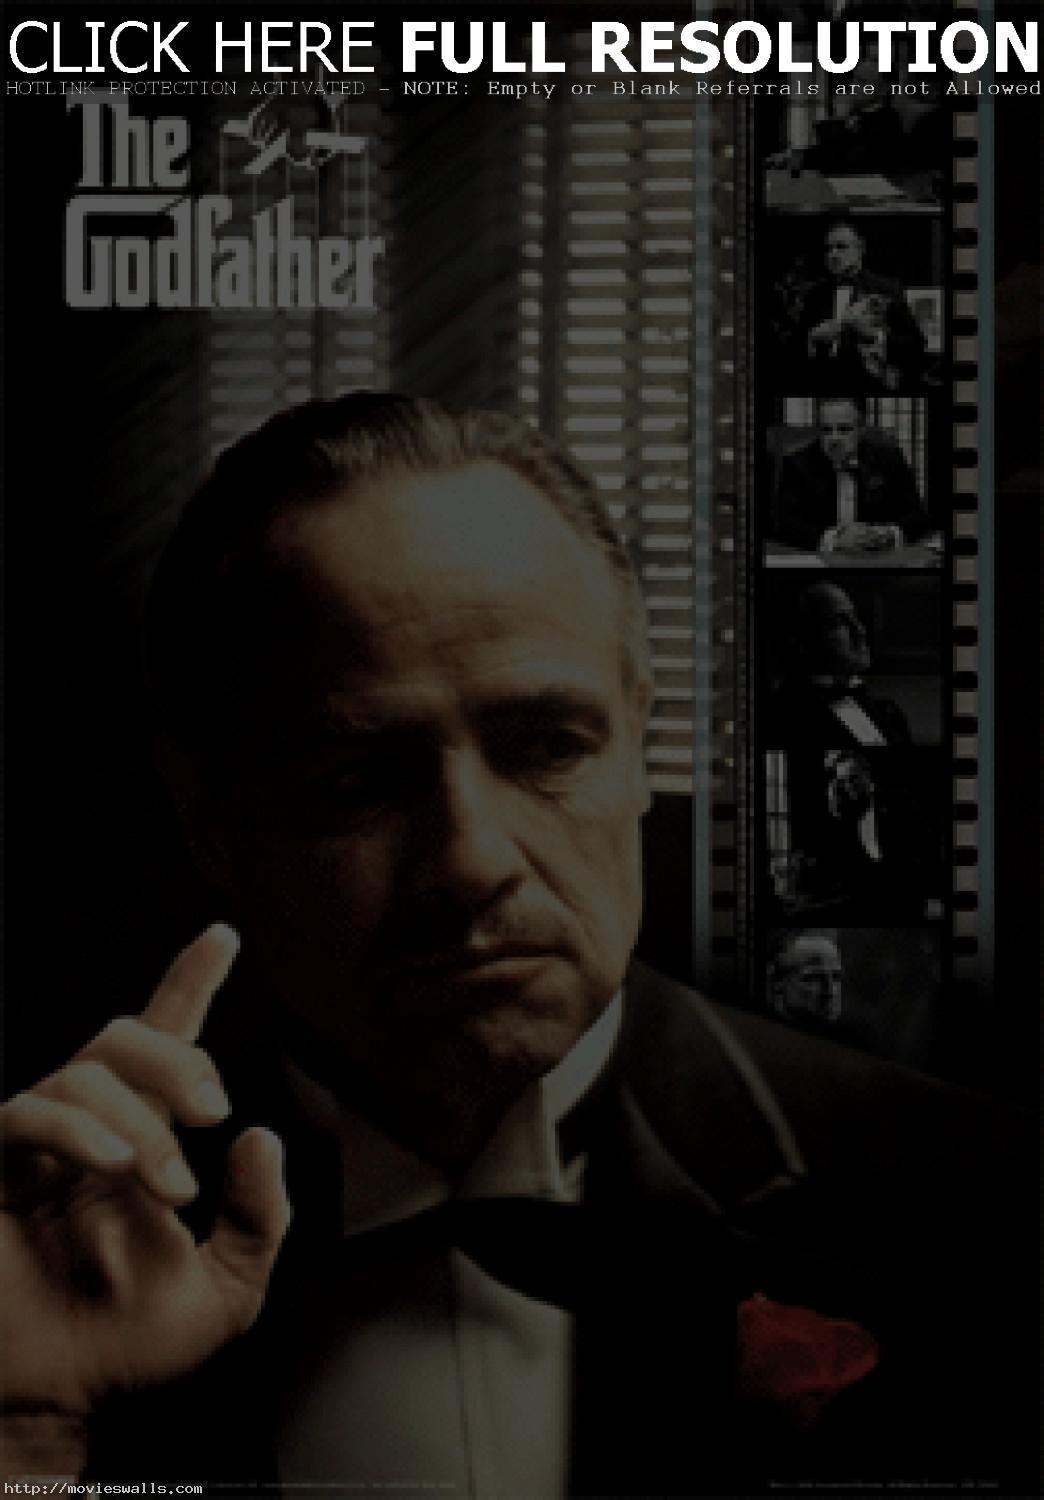 CLICK HERE FULL RESOLUTION
HOTLINK PROTECTION ACTIVATED – NOTE: Empty or Blank Referrals are not Allowed
The
Godfather
http://movieswalls.com